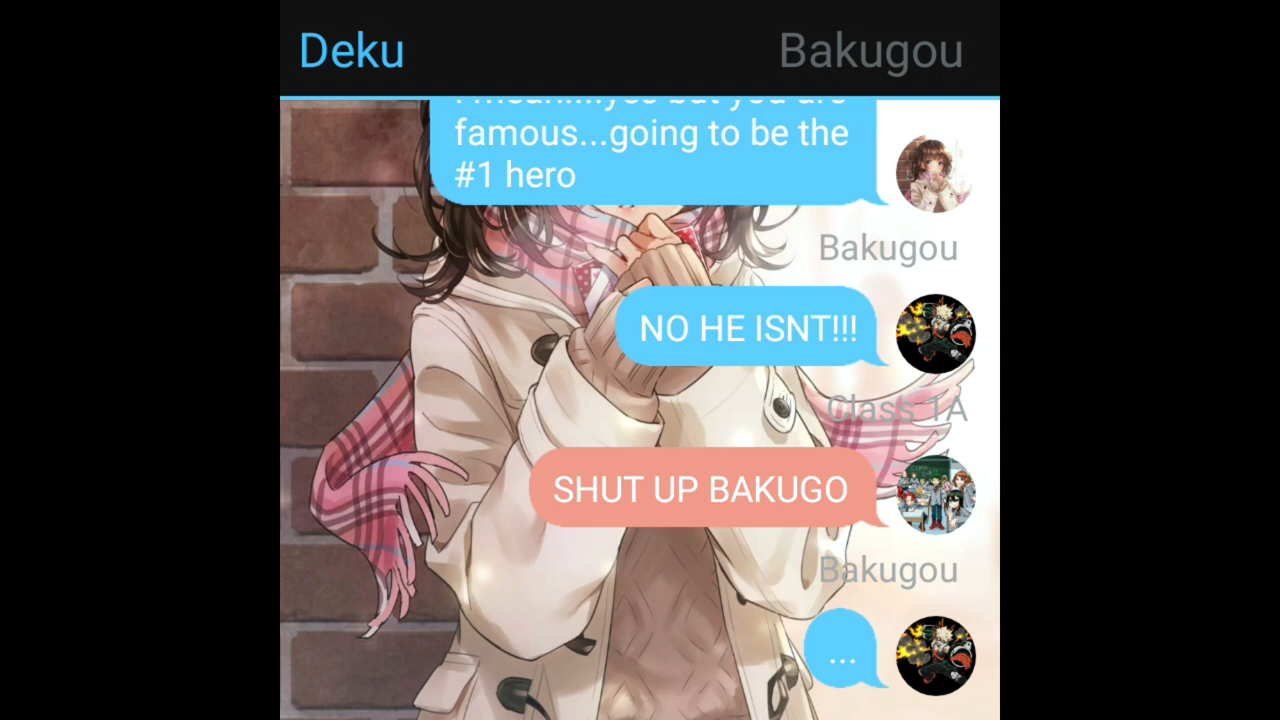 Deku
Bakugou
famous...going to be the
#1 hero
Bakugou
NO HE ISNT!!!
Class 1A
SHUT UP BAKUGO
Bakugou
...